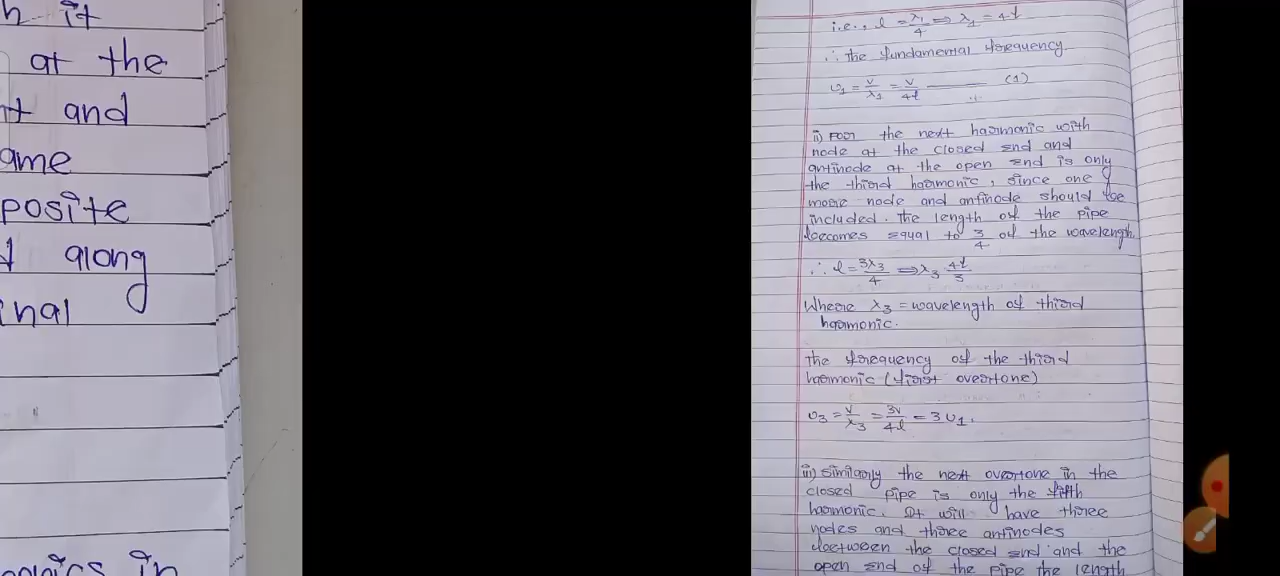 h it
at the
nt and
ame
posite
d along
inal
onics in
i.e., l = λ1/4 ⟹ λ1 = 4l
∴ the fundamental frequency
υ1 = v/λ1 = v/4l ——— (1)
ii) For the next harmonic with
node at the closed end and
antinode at the open end is only
the third harmonic, since one
more node and antinode should be
included. The length of the pipe
becomes equal to 3/4 of the wavelength.
∴ l = 3λ3/4 ⟹ λ3 4l/3
Where λ3 = wavelength of third
harmonic.
the frequency of the third
harmonic (first overtone)
υ3 = v/λ3 = 3v/4l = 3υ1.
iii) Similarly the next overtone in the
closed pipe is only the fifth
harmonic. It will have three
nodes and three antinodes
between the closed end and the
open end of the pipe the length